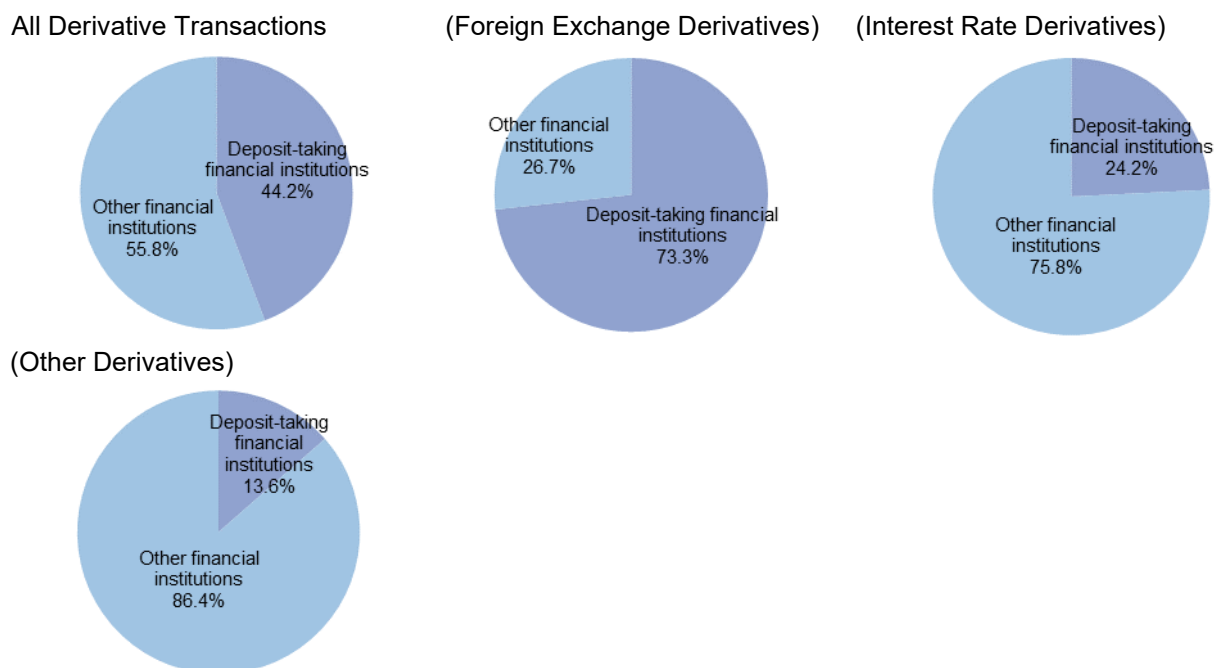 All Derivative Transactions
Deposit-taking
financial institutions
44.2%
Other financial
institutions
55.8%
(Foreign Exchange Derivatives)
Other financial
institutions
26.7%
Deposit-taking financial
institutions
73.3%
(Interest Rate Derivatives)
Deposit-taking
financial institutions
24.2%
Other financial
institutions
75.8%
(Other Derivatives)
Deposit-taking
financial
institutions
13.6%
Other financial
institutions
86.4%